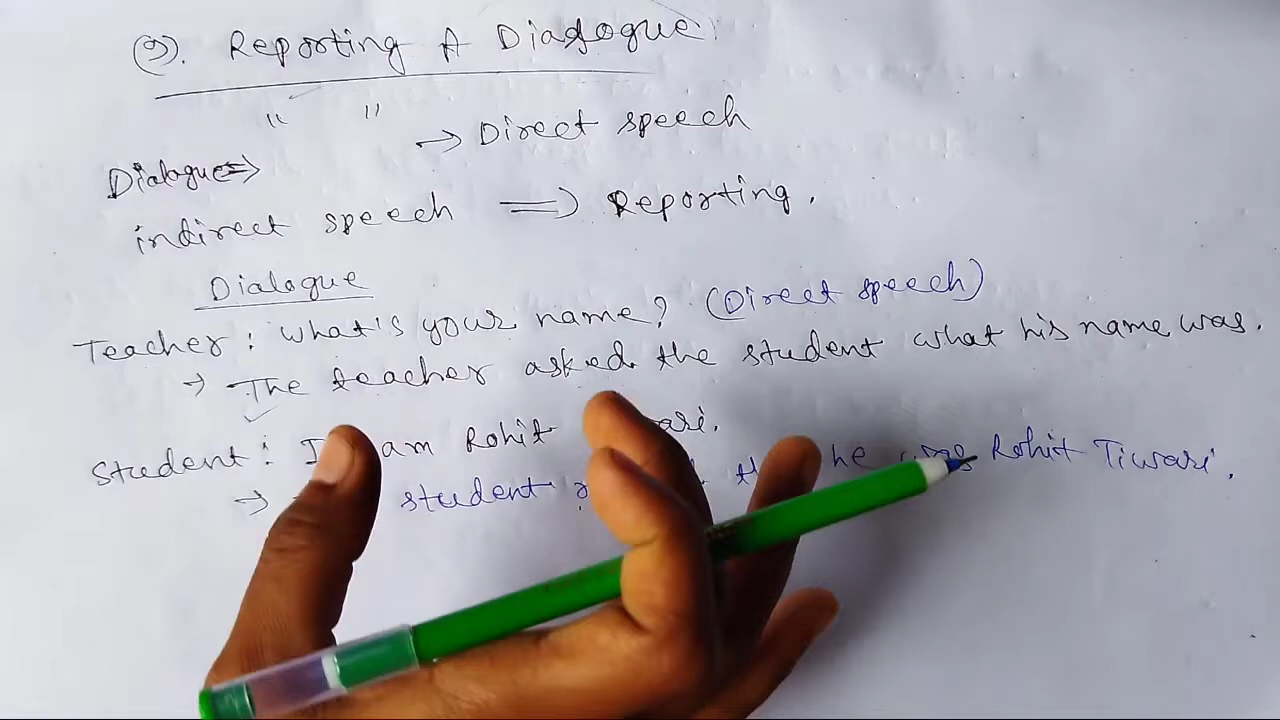 (9). Reporting A Dialogue
" "
→ Direct speech
Dialogue ⇒
indirect speech ⇒ Reporting.
Dialogue
Teacher: What's your name? (Direct speech)
→ The teacher asked the student what his name was.
Student: I am Rohit
→ student he was Rohit Tiwari.